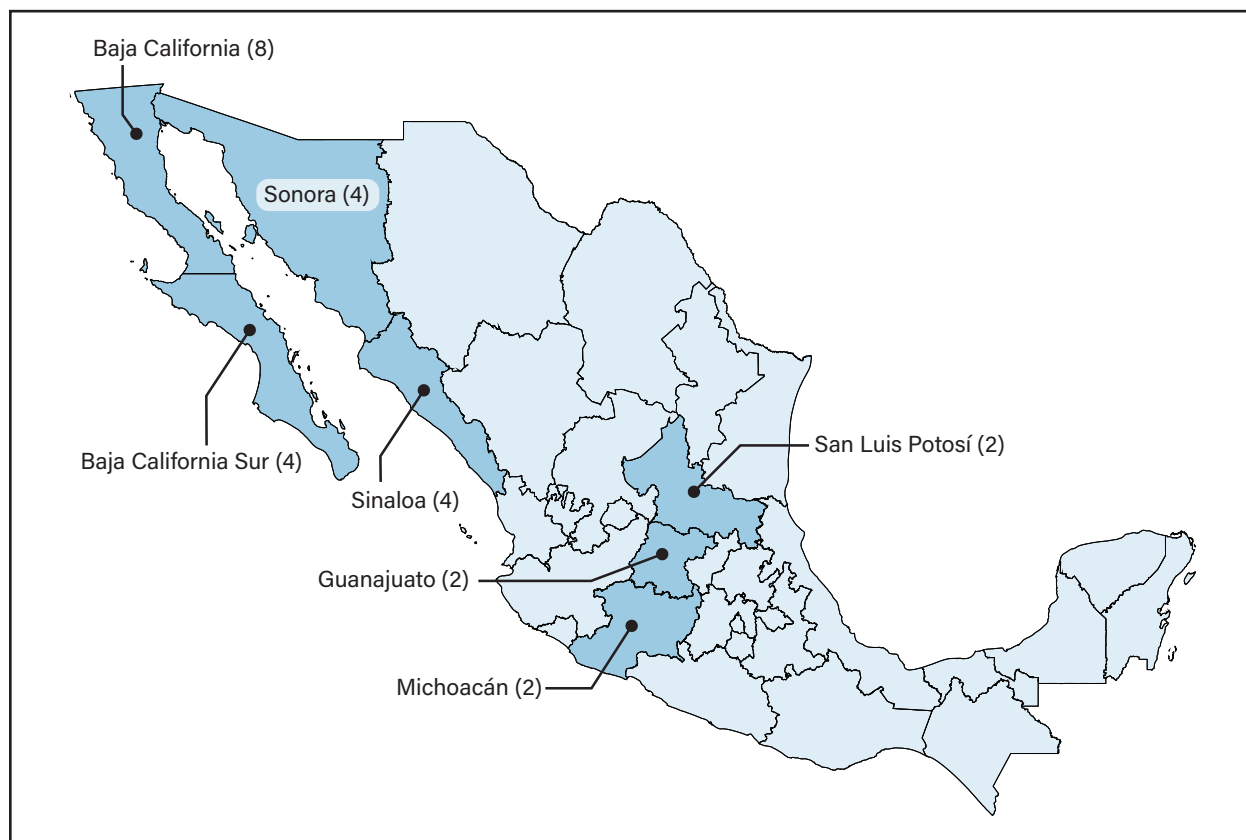 Baja California (8)
Sonora (4)
San Luis Potosí (2)
Baja California Sur (4)
Sinaloa (4)
Guanajuato (2)
Michoacán (2)